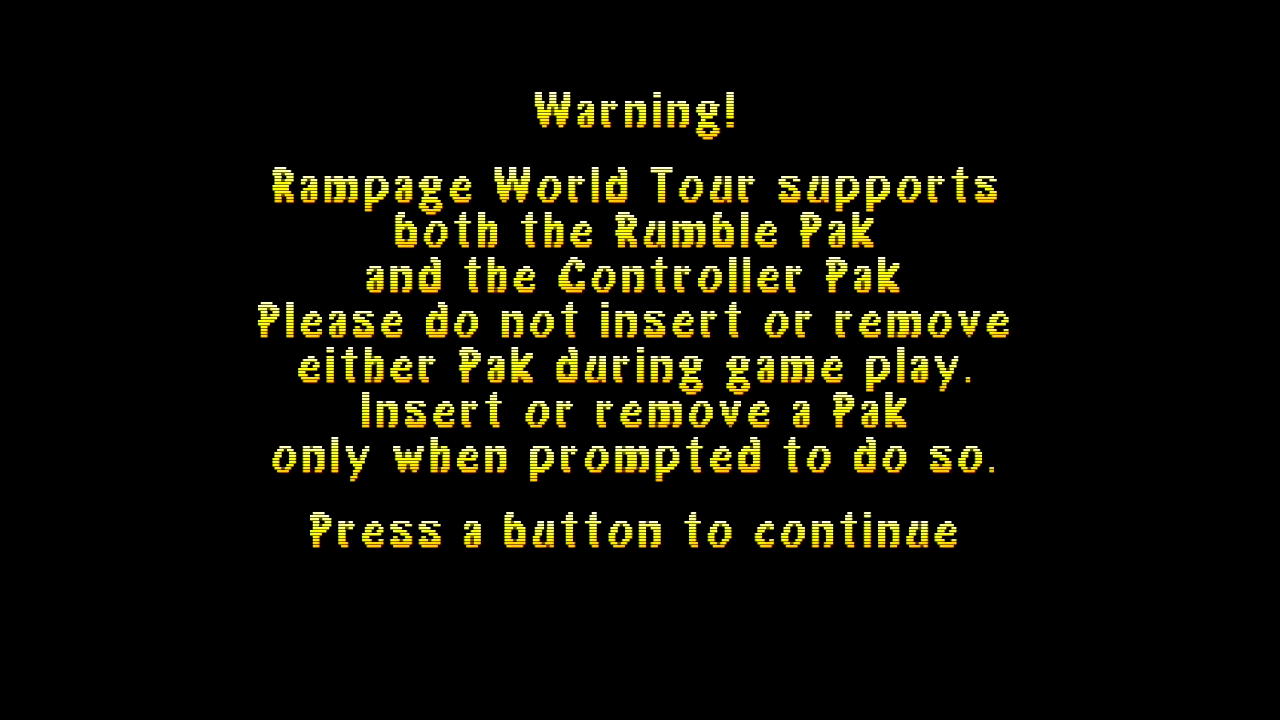 Warning!
Rampage World Tour supports
both the Rumble Pak
and the Controller Pak
Please do not insert or remove
either Pak during game play.
Insert or remove a Pak
only when prompted to do so.
Press a button to continue